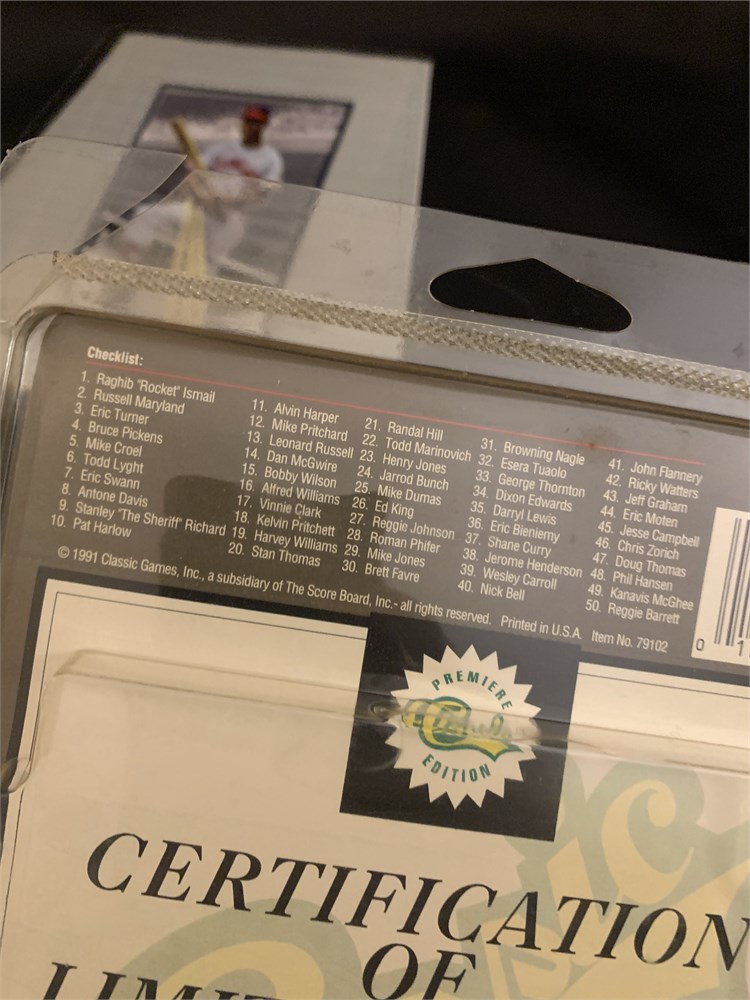 Checklist:
1. Raghib "Rocket" Ismail
2. Russell Maryland
3. Eric Turner
4. Bruce Pickens
5. Mike Croel
6. Todd Lyght
7. Eric Swann
8. Antone Davis
9. Stanley "The Sheriff" Richard
10. Pat Harlow
11. Alvin Harper
12. Mike Pritchard
13. Leonard Russell
14. Dan McGwire
15. Bobby Wilson
16. Alfred Williams
17. Vinnie Clark
18. Kelvin Pritchett
19. Harvey Williams
20. Stan Thomas
21. Randal Hill
22. Todd Marinovich
23. Henry Jones
24. Jarrod Bunch
25. Mike Dumas
26. Ed King
27. Reggie Johnson
28. Roman Phifer
29. Mike Jones
30. Brett Favre
31. Browning Nagle
32. Esera Tuaolo
33. George Thornton
34. Dixon Edwards
35. Darryl Lewis
36. Eric Bieniemy
37. Shane Curry
38. Jerome Henderson
39. Wesley Carroll
40. Nick Bell
41. John Flannery
42. Ricky Watters
43. Jeff Graham
44. Eric Moten
45. Jesse Campbell
46. Chris Zorich
47. Doug Thomas
48. Phil Hansen
49. Kanavis McGhee
50. Reggie Barrett
© 1991 Classic Games, Inc., a subsidiary of The Score Board, Inc.- all rights reserved. Printed in U.S.A. Item No. 79102
0
PREMIERE
EDITION
CERTIFICATION
OF